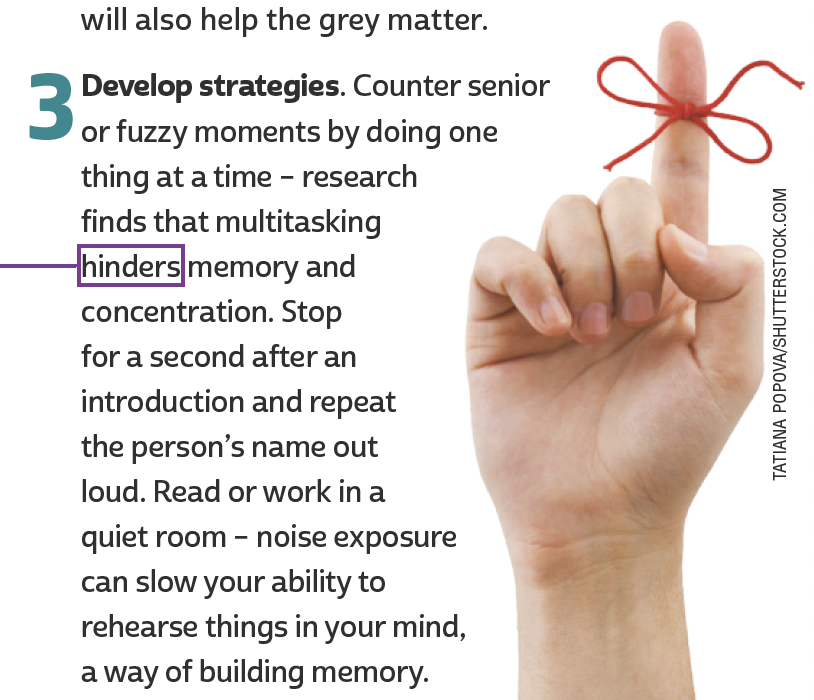 will also help the grey matter.
3
Develop strategies. Counter senior
or fuzzy moments by doing one
thing at a time – research
finds that multitasking
hinders memory and
concentration. Stop
for a second after an
introduction and repeat
the person's name out
loud. Read or work in a
quiet room – noise exposure
can slow your ability to
rehearse things in your mind,
a way of building memory.
TATIANA POPOVA/SHUTTERSTOCK.COM